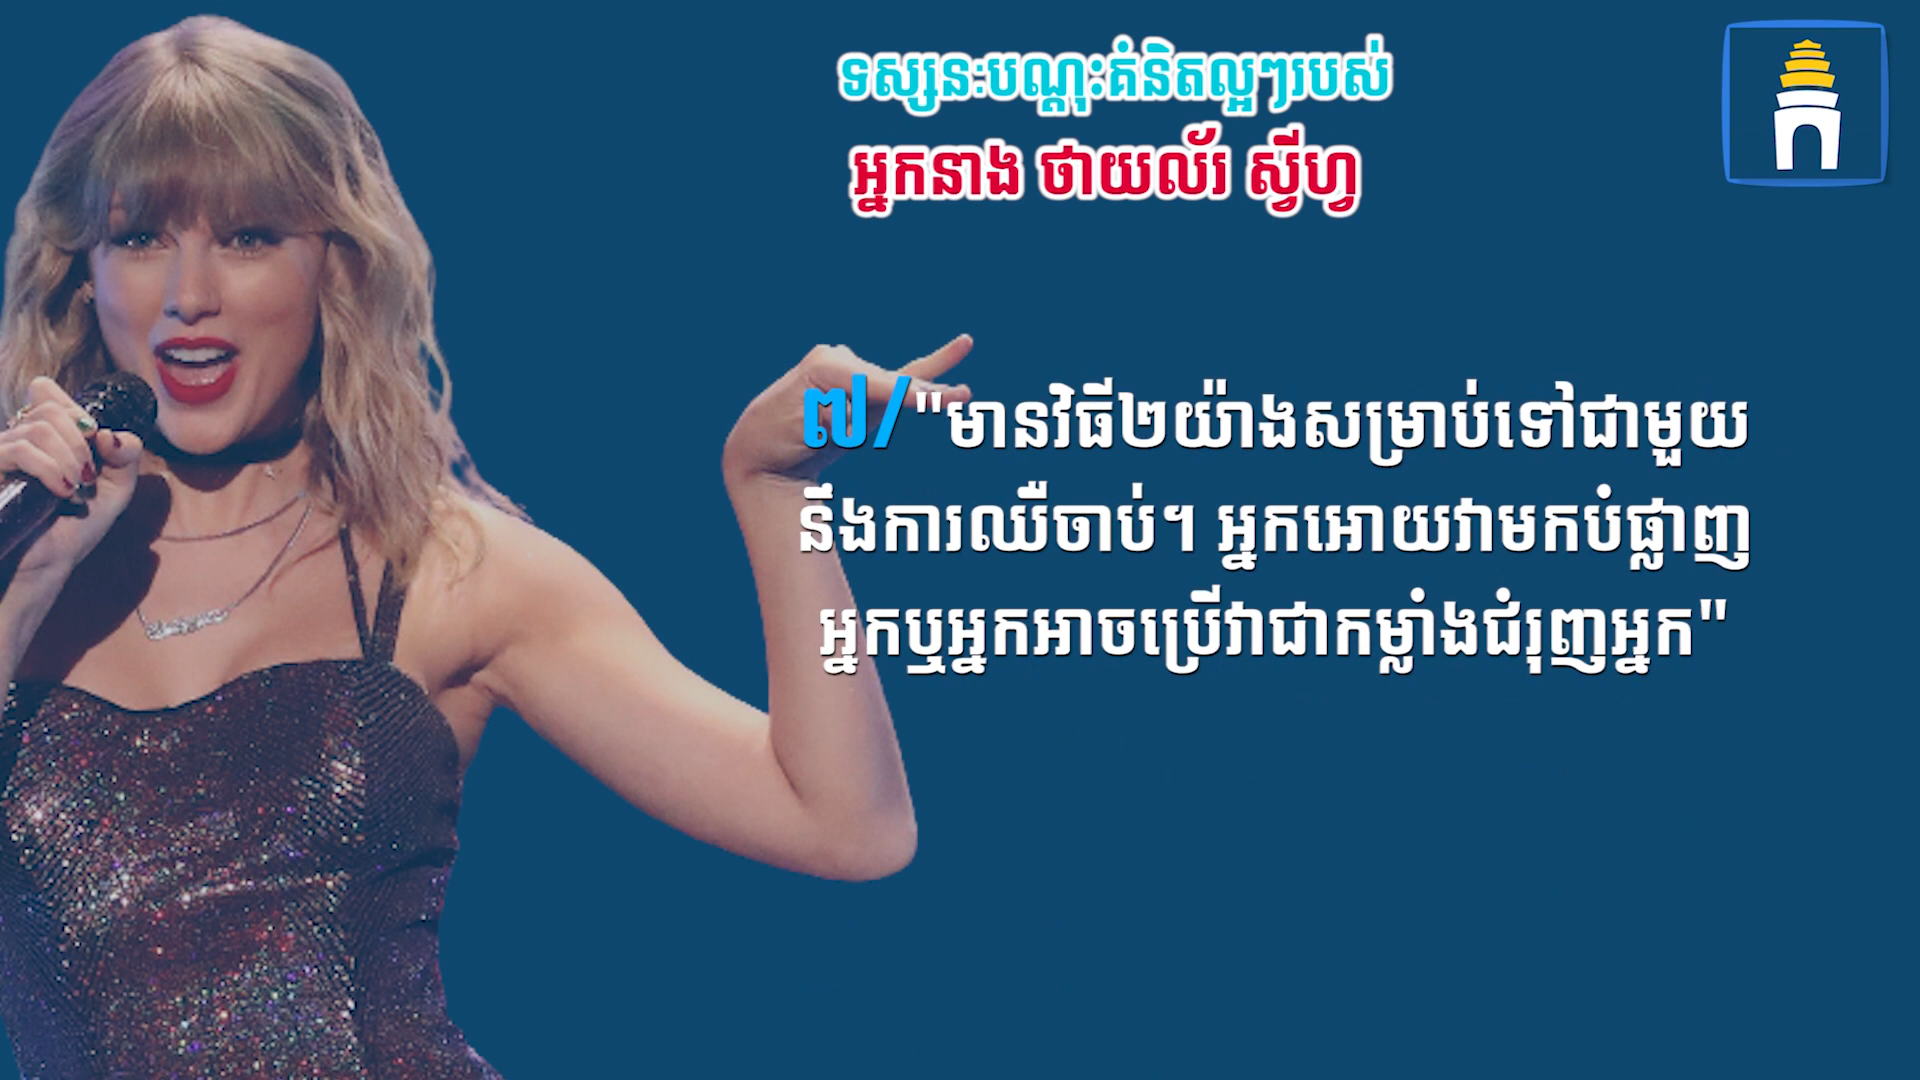 ទស្សនៈបណ្ដុះគំនិតល្អៗរបស់
អ្នកនាង ថាយល័រ ស្វីហ្វ
៧/"មានវិធី២យ៉ាងសម្រាប់ទៅជាមួយ
នឹងការឈឺចាប់។ អ្នកអោយវាមកបំផ្លាញ
អ្នកឬអ្នកអាចប្រើវាជាកម្លាំងជំរុញអ្នក"